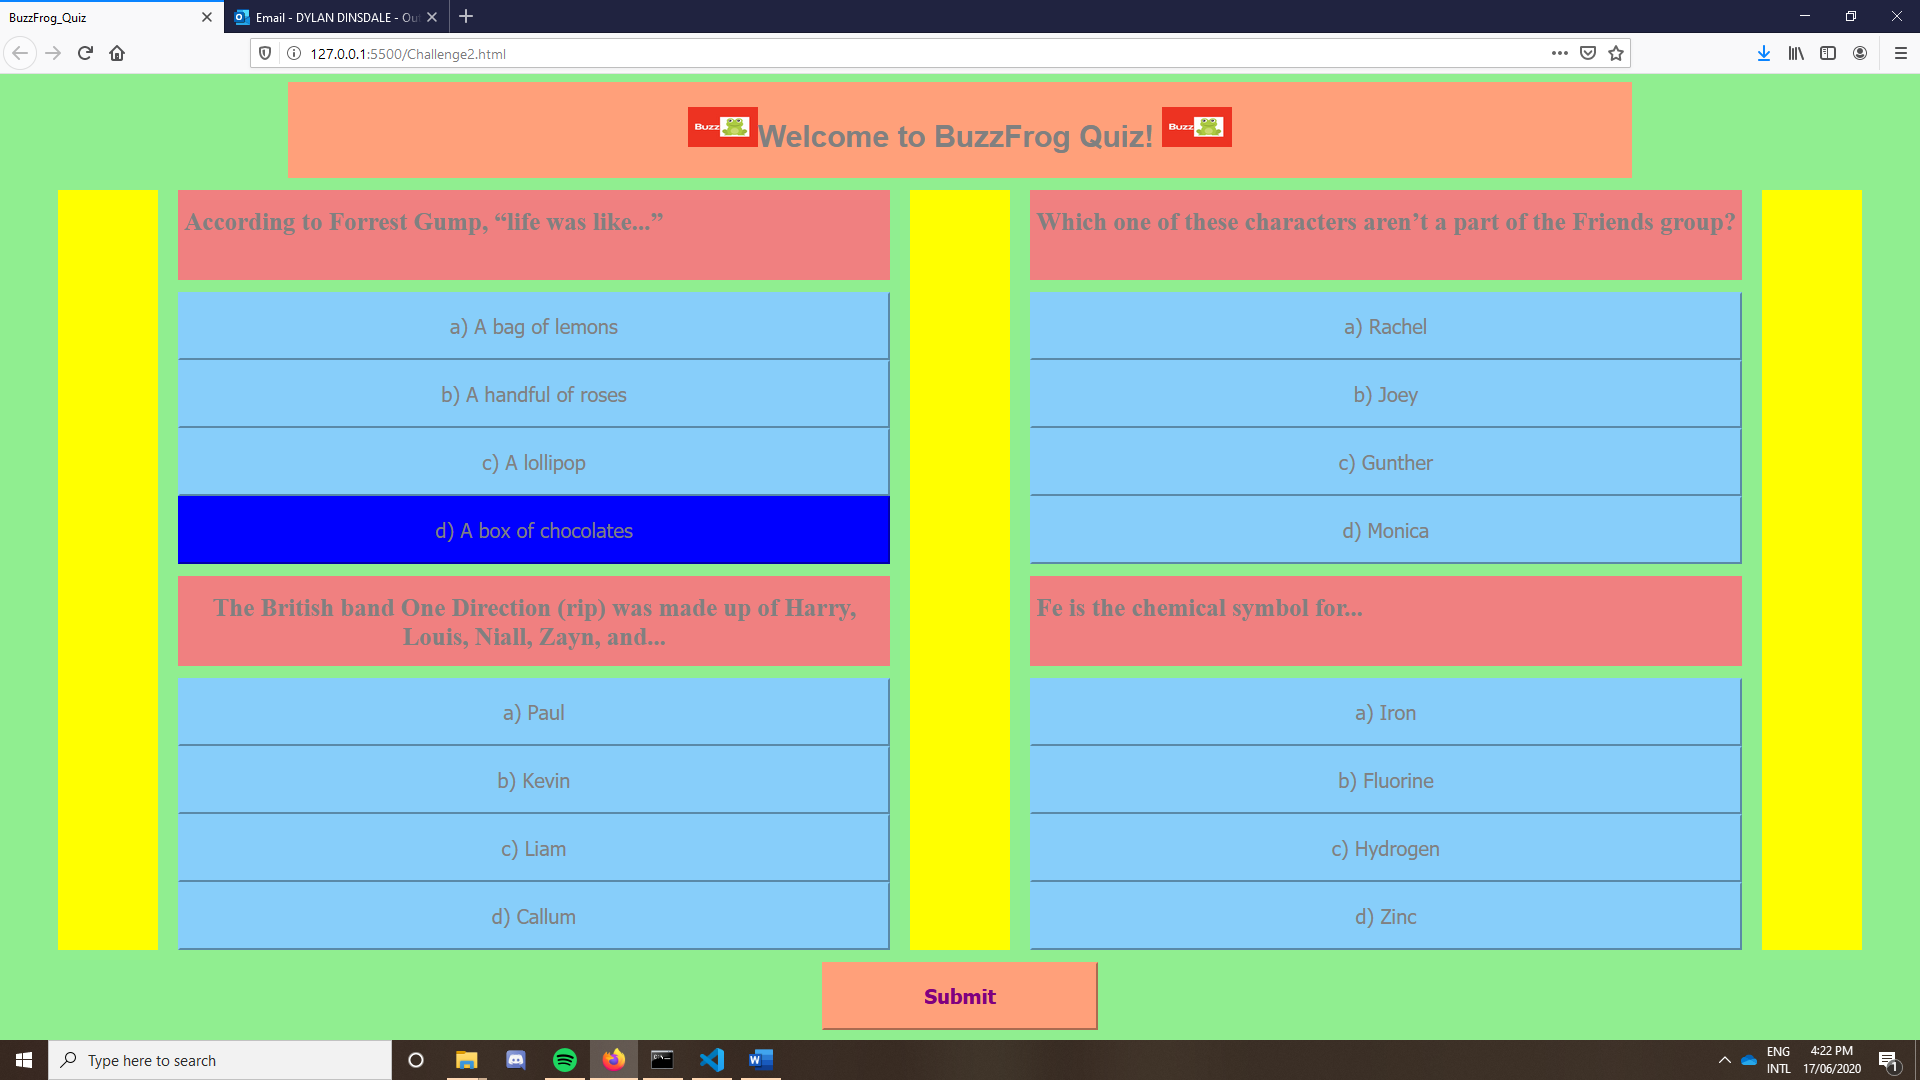 BuzzFrog_Quiz
Email - DYLAN DINSDALE - Out
127.0.0.1:5500/Challenge2.html
Buzz
Welcome to BuzzFrog Quiz!
Buzz
According to Forrest Gump, “life was like...”
a) A bag of lemons
b) A handful of roses
c) A lollipop
d) A box of chocolates
Which one of these characters aren’t a part of the Friends group?
a) Rachel
b) Joey
c) Gunther
d) Monica
The British band One Direction (rip) was made up of Harry,
Louis, Niall, Zayn, and...
a) Paul
b) Kevin
c) Liam
d) Callum
Fe is the chemical symbol for...
a) Iron
b) Fluorine
c) Hydrogen
d) Zinc
Submit
Type here to search
ENG
INTL
4:22 PM
17/06/2020
1